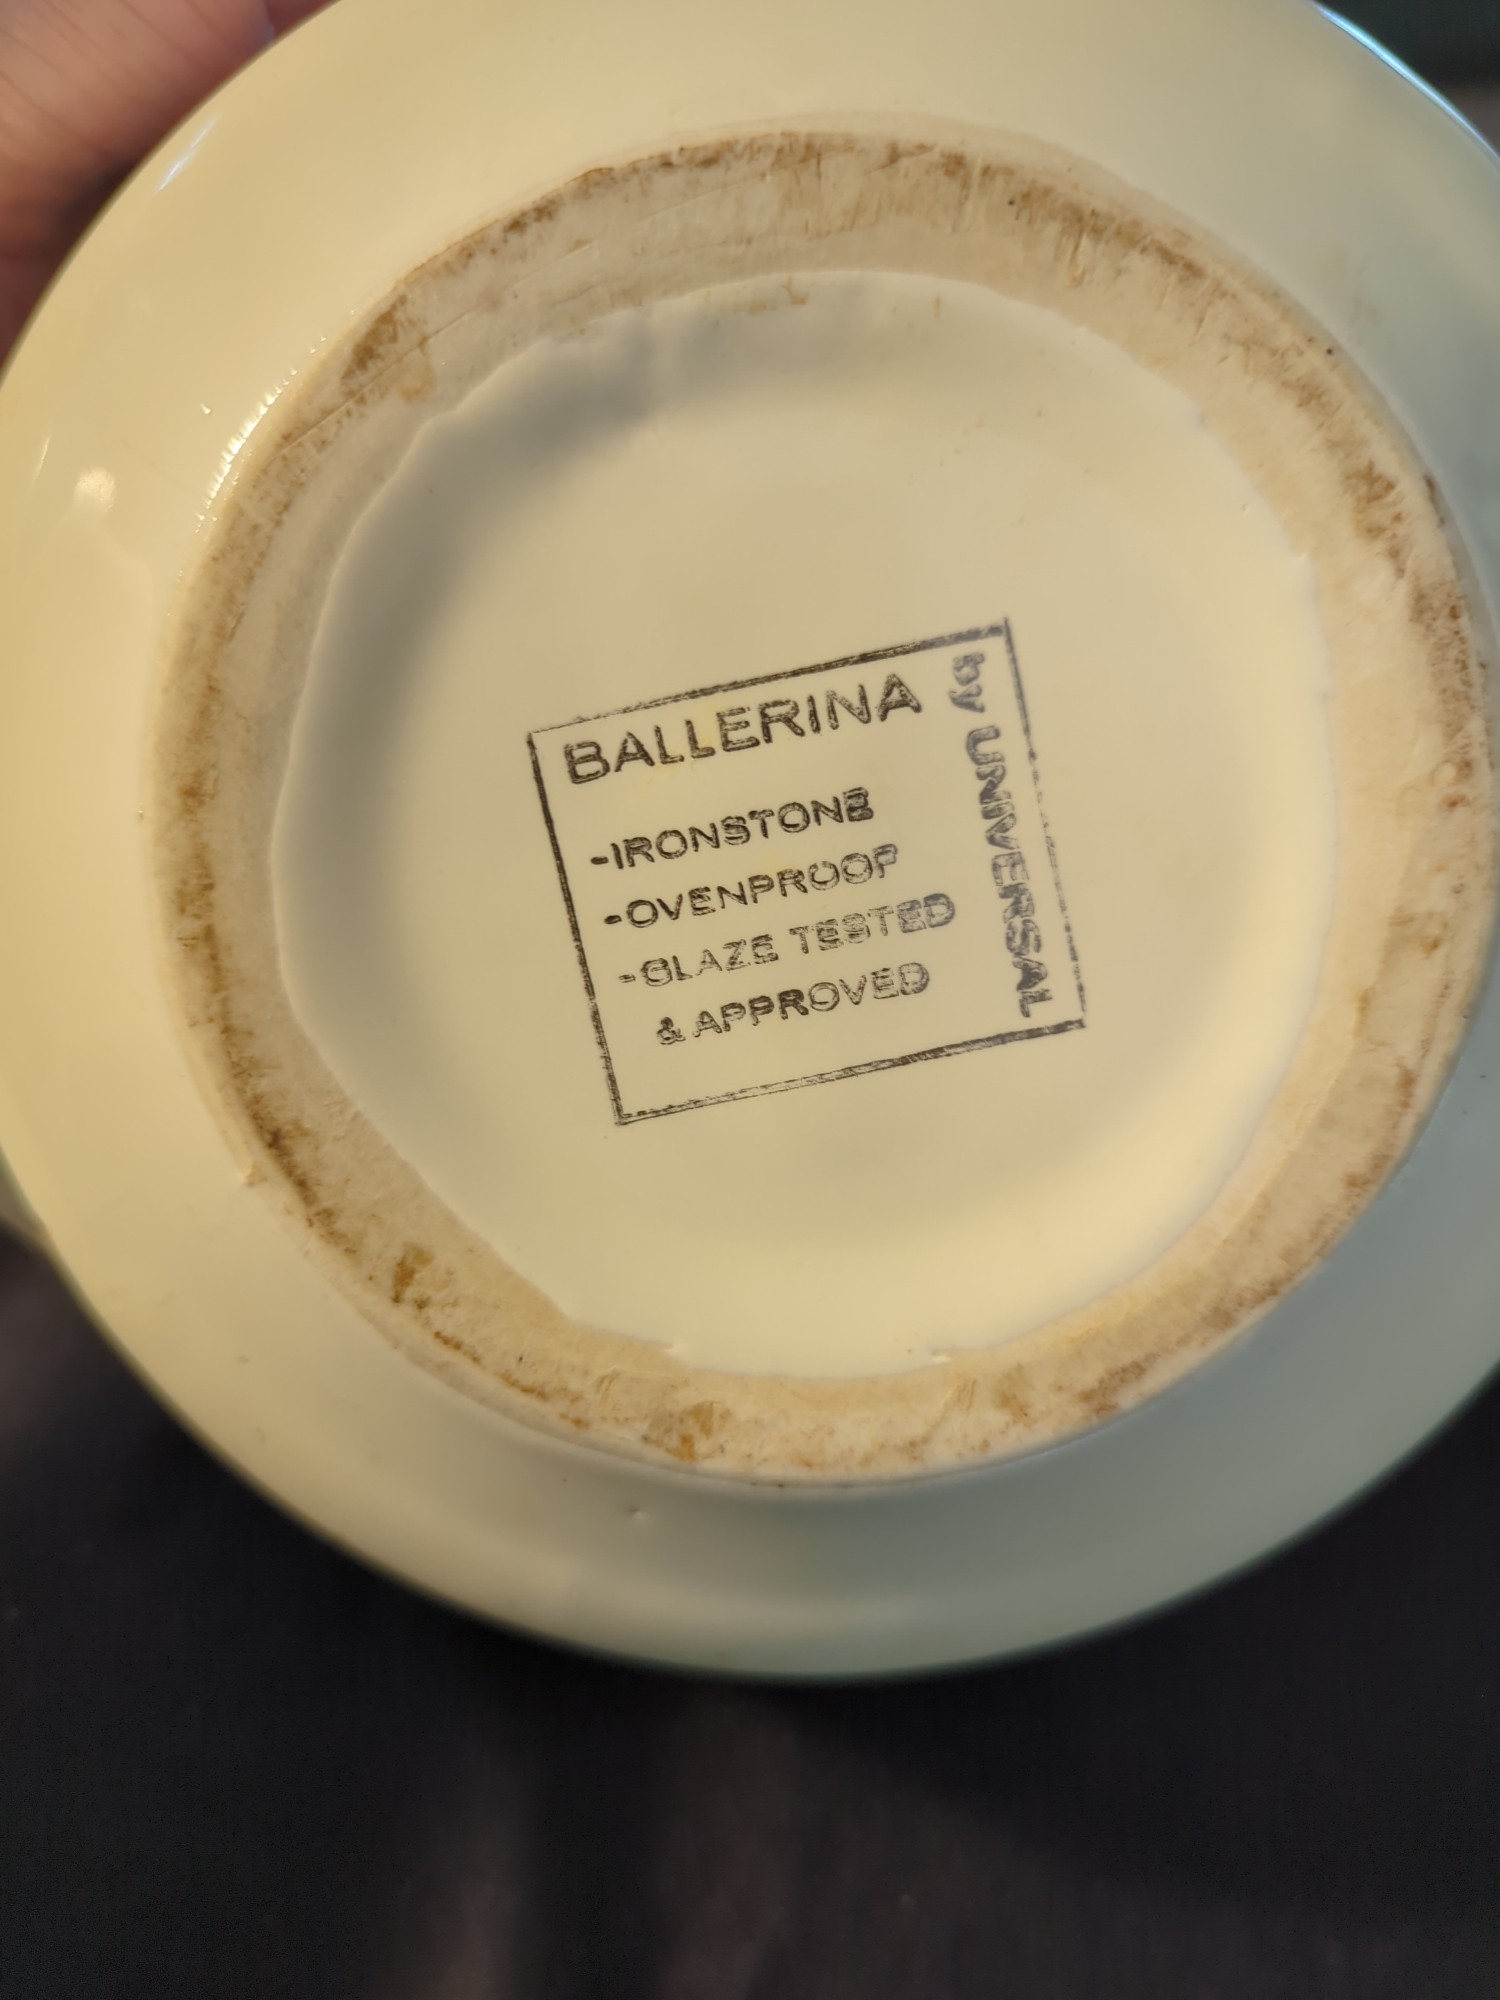 BALLERINA
-IRONSTONE
-OVENPROOF
-GLAZE TESTED
& APPROVED
by UNIVERSAL